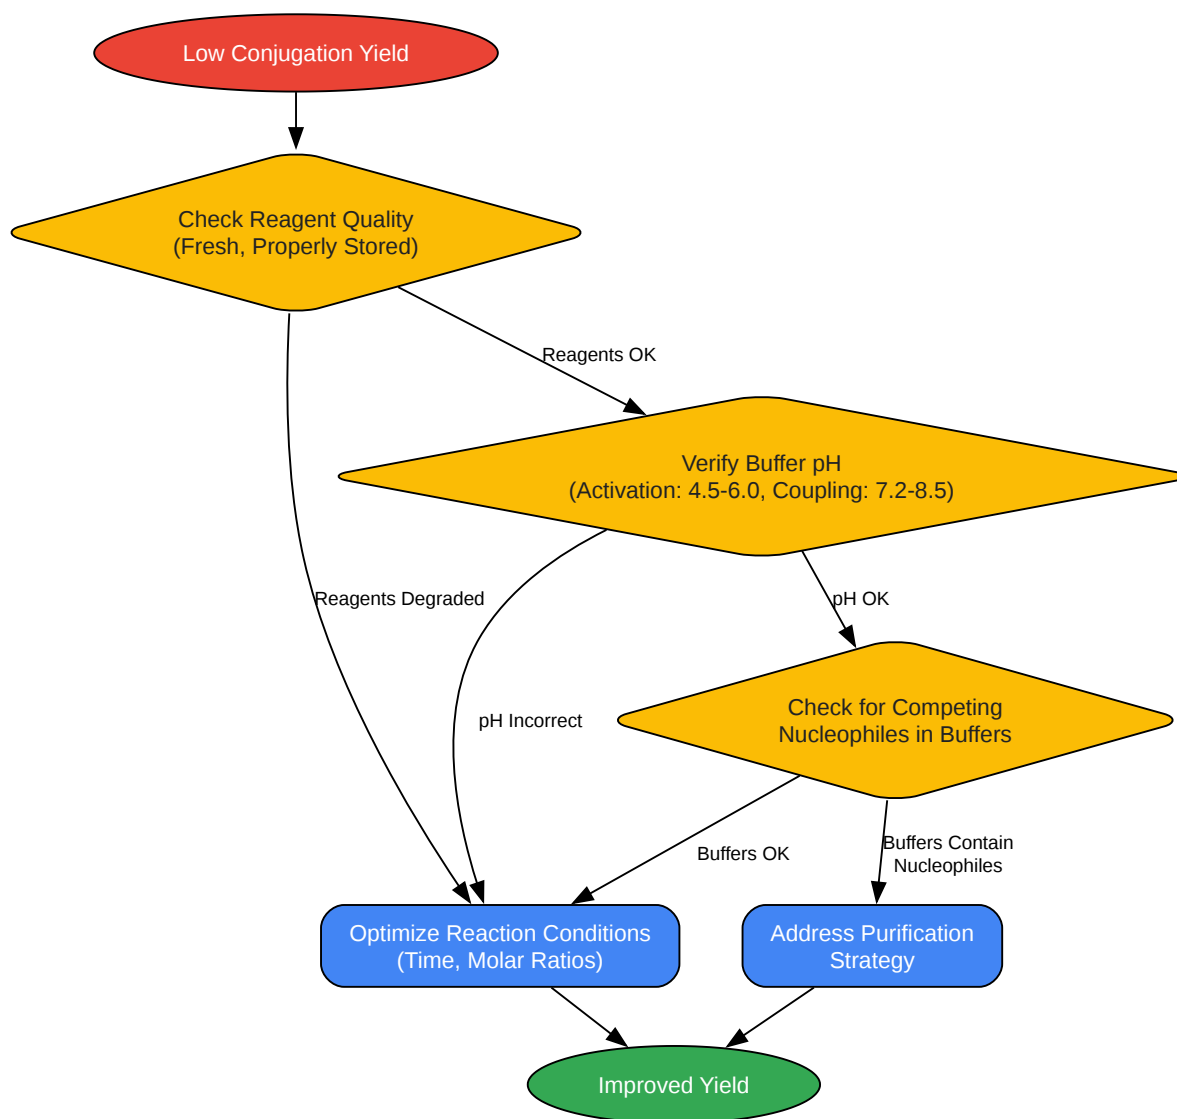 Low Conjugation Yield
Check Reagent Quality
(Fresh, Properly Stored)
Reagents OK
Verify Buffer pH
(Activation: 4.5-6.0, Coupling: 7.2-8.5)
Reagents Degraded
pH OK
pH Incorrect
Check for Competing
Nucleophiles in Buffers
Buffers OK
Buffers Contain
Nucleophiles
Optimize Reaction Conditions
(Time, Molar Ratios)
Address Purification
Strategy
Improved Yield